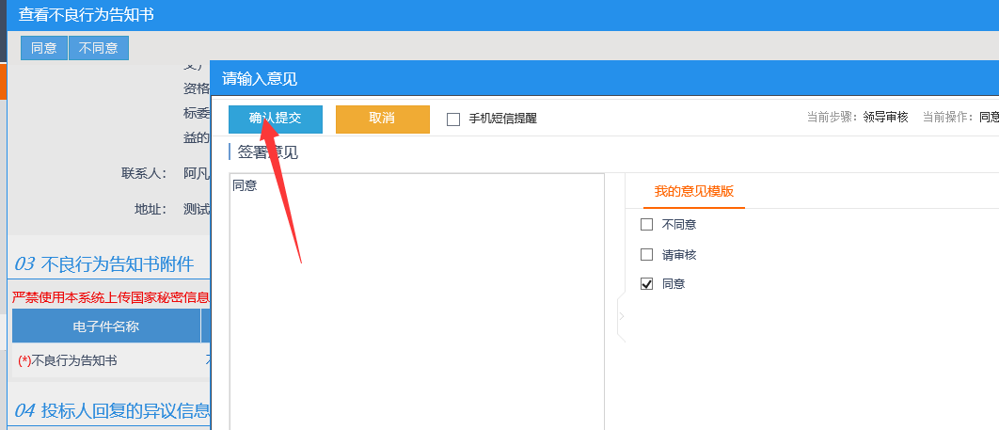 查看不良行为告知书
同意 不同意
请输入意见
资格
确认提交 取消 手机短信提醒 当前步骤：领导审核 当前操作：同意
标委
益的
签署意见
联系人： 阿凡
同意
我的意见模版
地址： 测试
不同意
请审核
03 不良行为告知书附件
同意
严禁使用本系统上传国家秘密信息
电子件名称
(*)不良行为告知书
04 投标人回复的异议信息